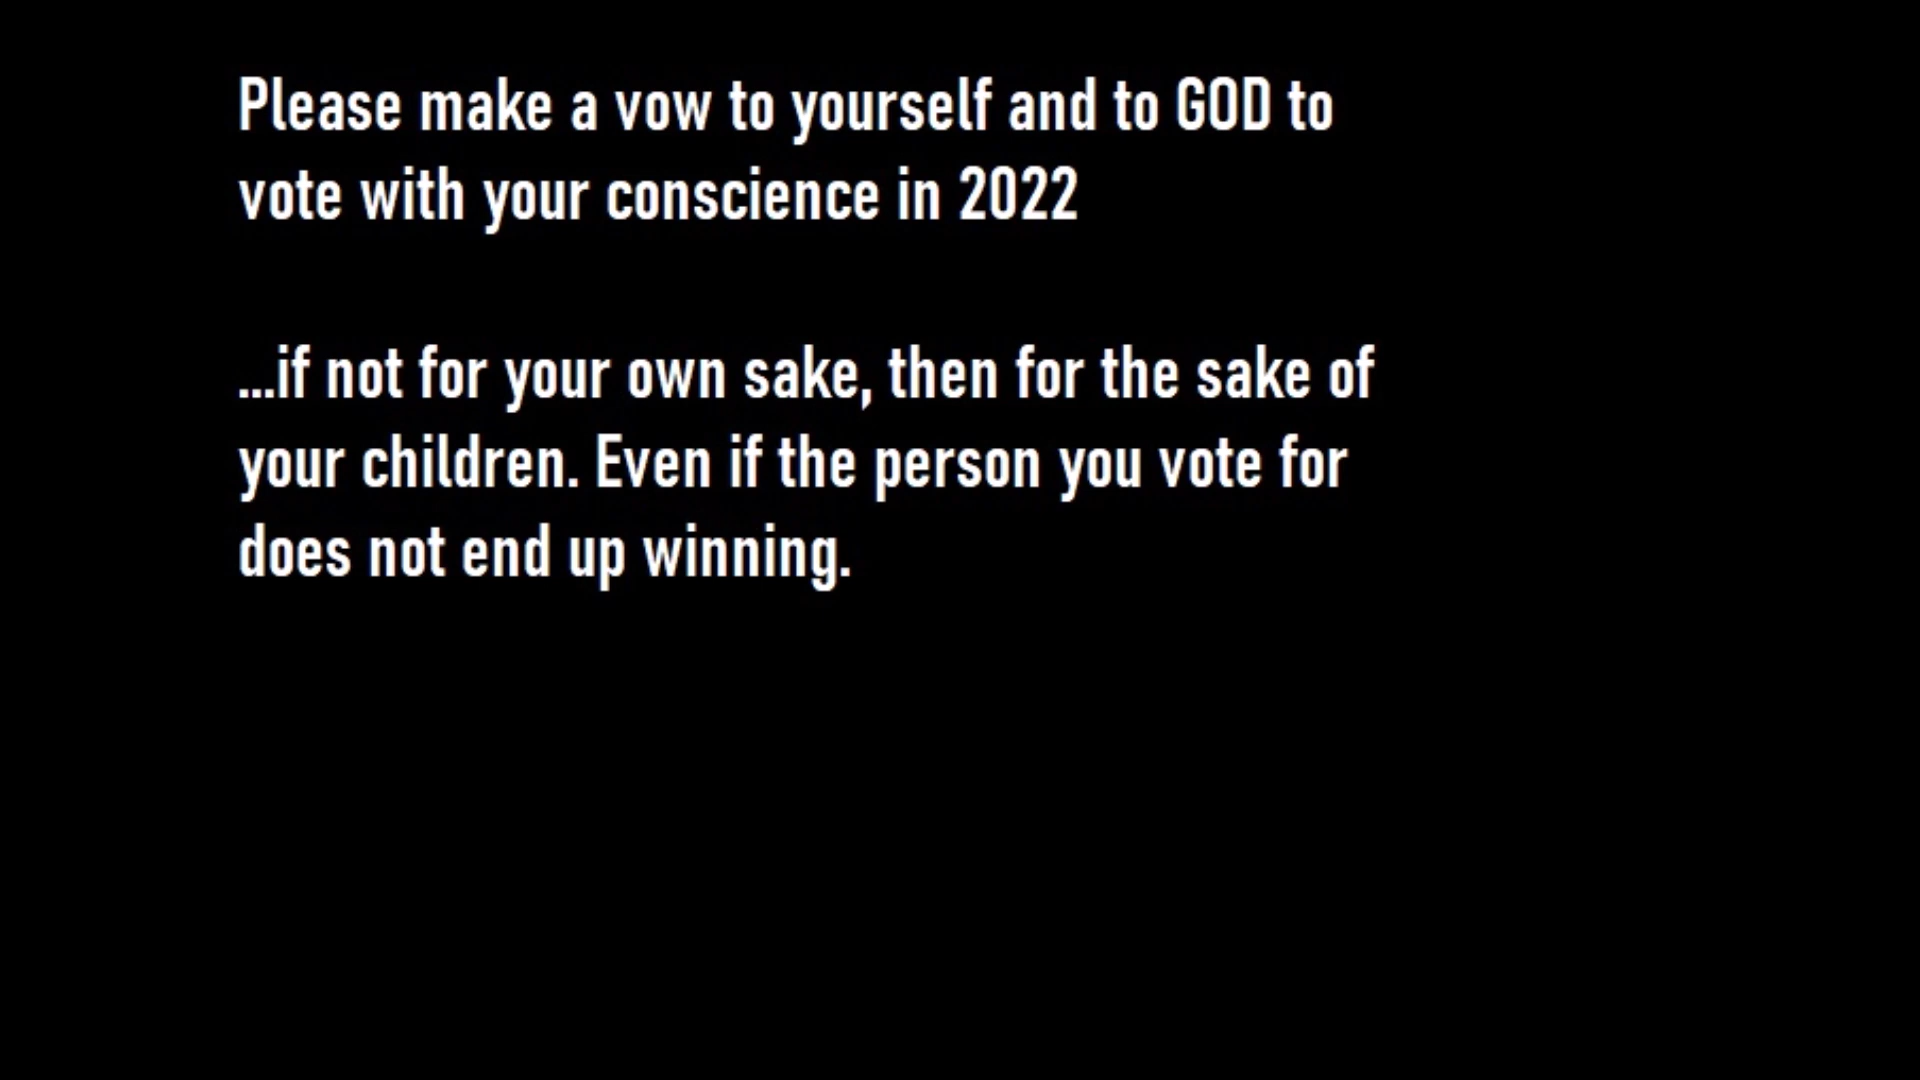 Please make a vow to yourself and to GOD to
vote with your conscience in 2022
...if not for your own sake, then for the sake of
your children. Even if the person you vote for
does not end up winning.